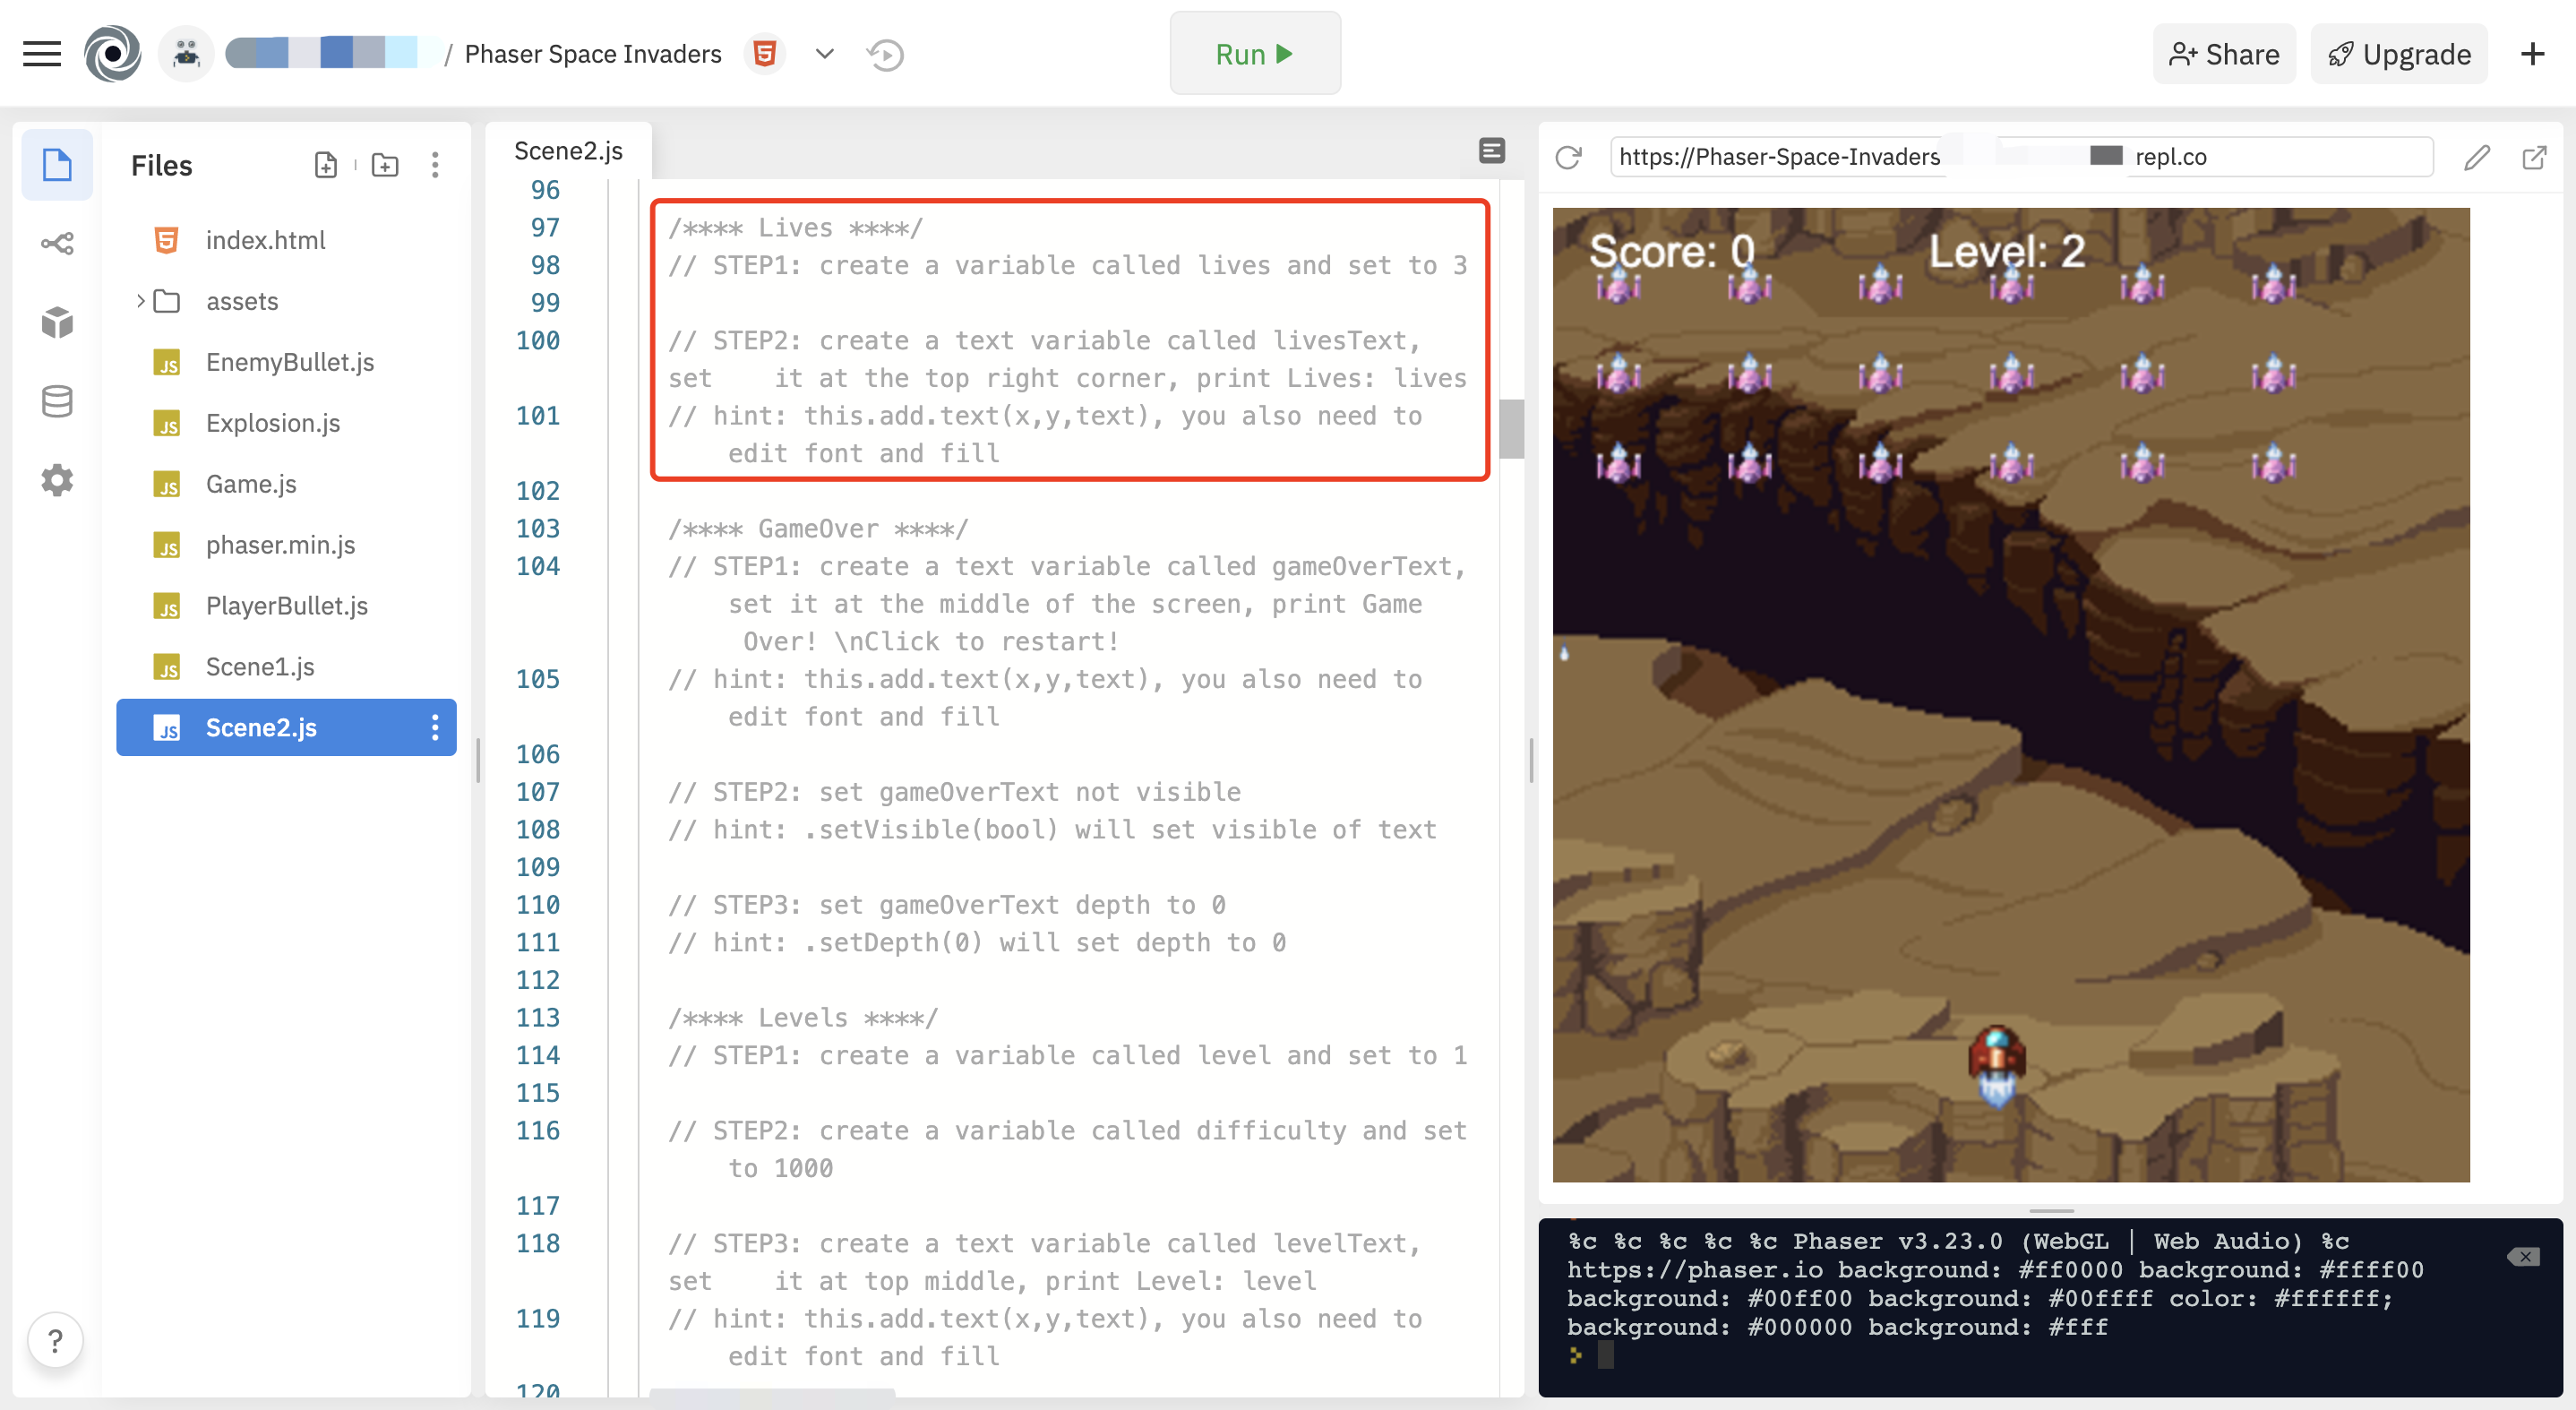 / Phaser Space Invaders
Run
Share
Upgrade
Files
index.html
assets
EnemyBullet.js
Explosion.js
Game.js
phaser.min.js
PlayerBullet.js
Scene1.js
Scene2.js
?
Scene2.js
96
97 /**** Lives ****/
98 // STEP1: create a variable called lives and set to 3
99
100 // STEP2: create a text variable called livesText,
set    it at the top right corner, print Lives: lives
101 // hint: this.add.text(x,y,text), you also need to
edit font and fill
102
103 /**** GameOver ****/
104 // STEP1: create a text variable called gameOverText,
set it at the middle of the screen, print Game
Over! \nClick to restart!
105 // hint: this.add.text(x,y,text), you also need to
edit font and fill
106
107 // STEP2: set gameOverText not visible
108 // hint: .setVisible(bool) will set visible of text
109
110 // STEP3: set gameOverText depth to 0
111 // hint: .setDepth(0) will set depth to 0
112
113 /**** Levels ****/
114 // STEP1: create a variable called level and set to 1
115
116 // STEP2: create a variable called difficulty and set
to 1000
117
118 // STEP3: create a text variable called levelText,
set    it at top middle, print Level: level
119 // hint: this.add.text(x,y,text), you also need to
edit font and fill
120
https://Phaser-Space-Invaders repl.co
Score: 0 Level: 2
%c %c %c %c %c Phaser v3.23.0 (WebGL | Web Audio) %c
https://phaser.io background: #ff0000 background: #ffff00
background: #00ff00 background: #00ffff color: #ffffff;
background: #000000 background: #fff